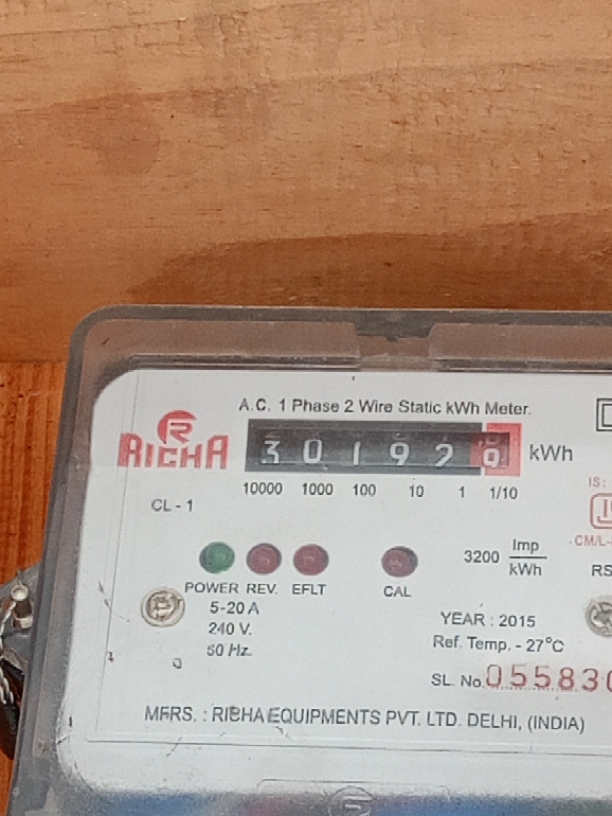 A.C. 1 Phase 2 Wire Static kWh Meter.
RICHA
3 0 1 9 2 0 kWh
10000 1000 100 10 1 1/10
IS:
CL - 1
CM/L-
3200 Imp
kWh
RS
POWER REV. EFLT CAL
5-20 A
240 V.
50 Hz.
YEAR : 2015
Ref. Temp. - 27°C
SL. No. 055830
MFRS. : RICHA EQUIPMENTS PVT. LTD. DELHI, (INDIA)